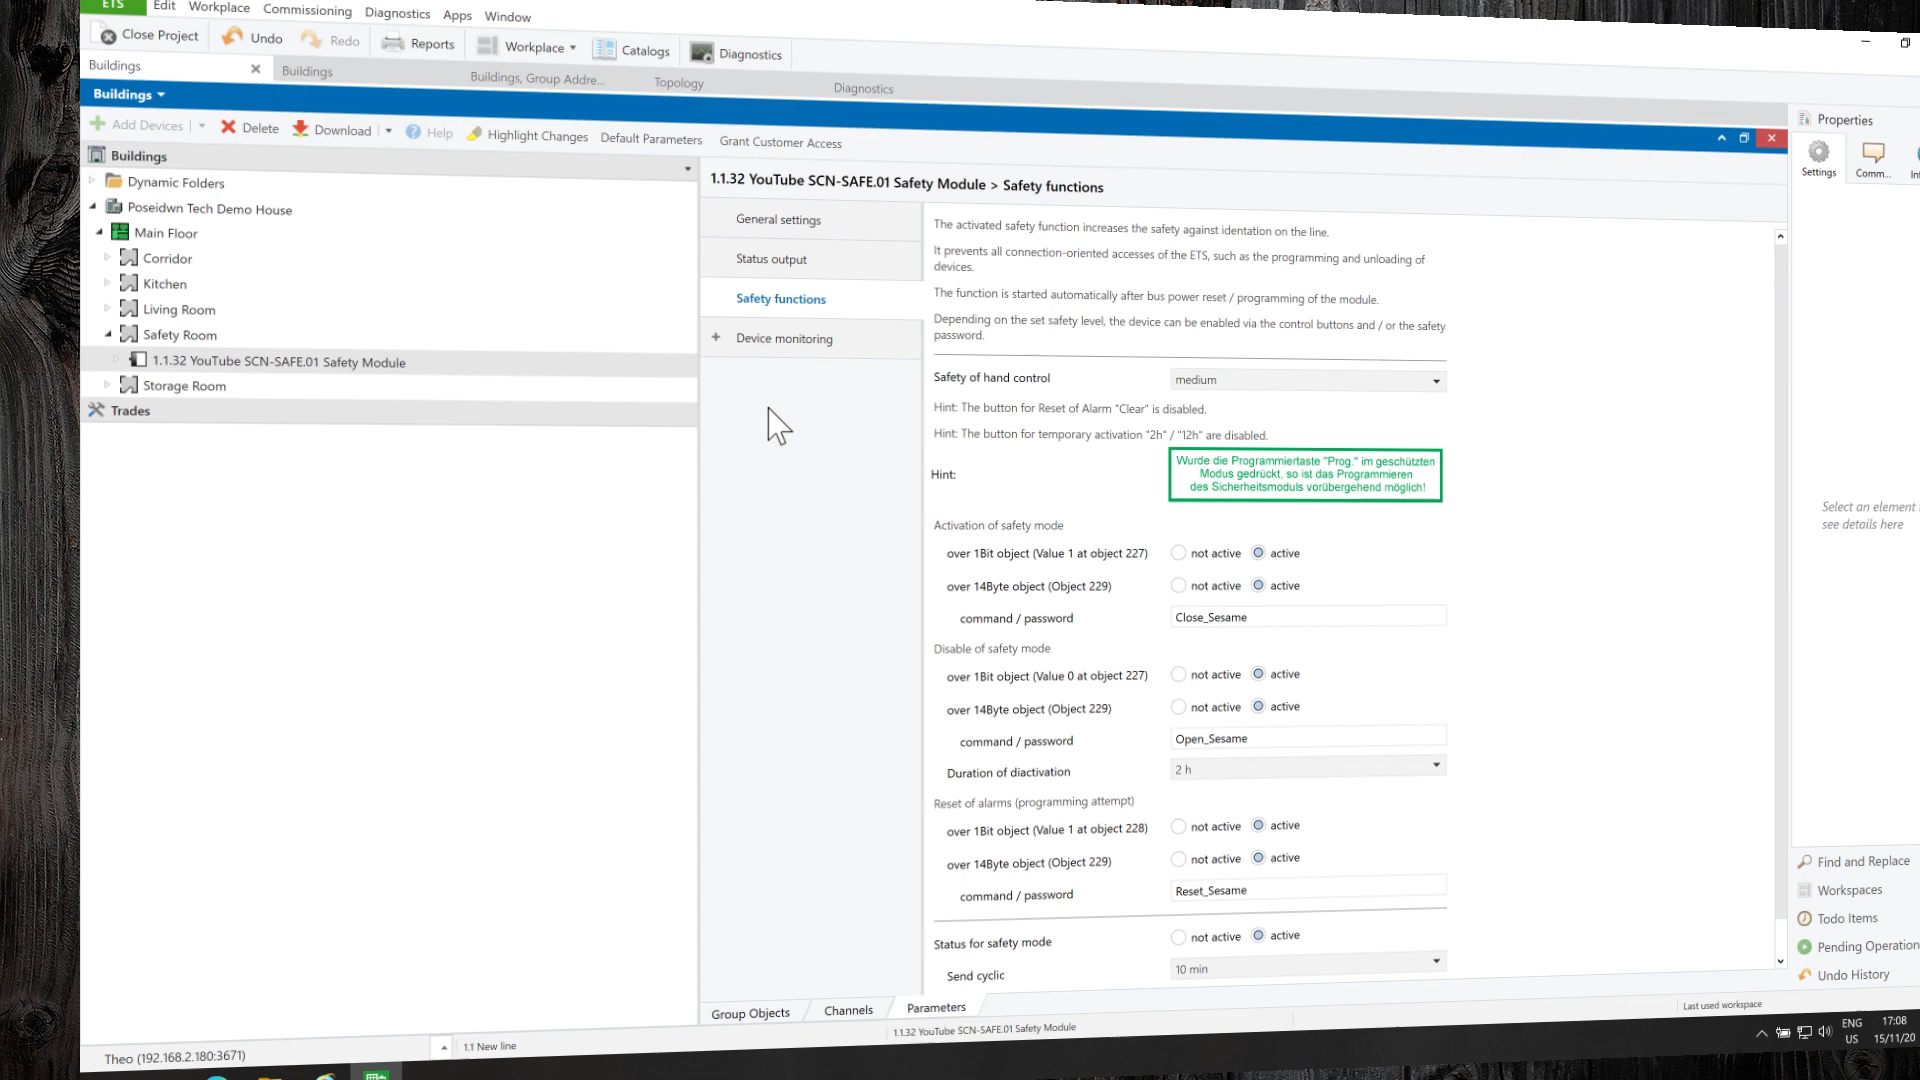 ETS
Edit
Workplace
Commissioning
Diagnostics
Apps
Window
Close Project
Undo
Redo
Reports
Workplace
Catalogs
Diagnostics
Buildings
Buildings
Buildings, Group Addre...
Topology
Diagnostics
Buildings
Add Devices
Delete
Download
Help
Highlight Changes
Default Parameters
Grant Customer Access
Buildings
Dynamic Folders
Poseidwn Tech Demo House
Main Floor
Corridor
Kitchen
Living Room
Safety Room
1.1.32 YouTube SCN-SAFE.01 Safety Module
Storage Room
Trades
1.1.32 YouTube SCN-SAFE.01 Safety Module > Safety functions
General settings
Status output
Safety functions
+ Device monitoring
The activated safety function increases the safety against identation on the line.
It prevents all connection-oriented accesses of the ETS, such as the programming and unloading of
devices.
The function is started automatically after bus power reset / programming of the module.
Depending on the set safety level, the device can be enabled via the control buttons and / or the safety
password.
Safety of hand control
medium
Hint: The button for Reset of Alarm "Clear" is disabled.
Hint: The button for temporary activation "2h" / "12h" are disabled.
Hint:
Wurde die Programmiertaste "Prog." im geschützten
Modus gedrückt, so ist das Programmieren
des Sicherheitsmoduls vorübergehend möglich!
Activation of safety mode
over 1Bit object (Value 1 at object 227)
not active
active
over 14Byte object (Object 229)
not active
active
command / password
Close_Sesame
Disable of safety mode
over 1Bit object (Value 0 at object 227)
not active
active
over 14Byte object (Object 229)
not active
active
command / password
Open_Sesame
Duration of diactivation
2 h
Reset of alarms (programming attempt)
over 1Bit object (Value 1 at object 228)
not active
active
over 14Byte object (Object 229)
not active
active
command / password
Reset_Sesame
Status for safety mode
not active
active
Send cyclic
10 min
Group Objects
Channels
Parameters
Properties
Settings
Comm...
Select an element
see details here
Find and Replace
Workspaces
Todo Items
Pending Operation
Undo History
Last used workspace
Theo (192.168.2.180:3671)
1.1 New line
1.1.32 YouTube SCN-SAFE.01 Safety Module
ENG
US
17:08
15/11/20